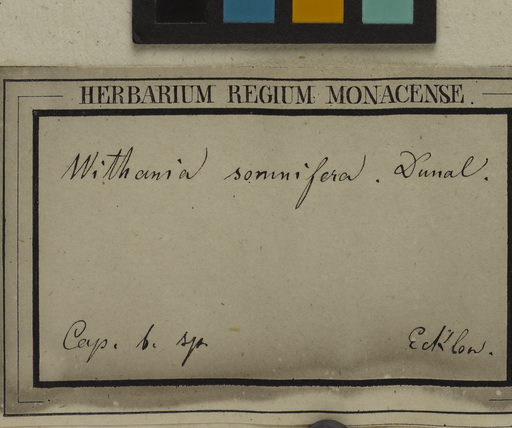 HERBARIUM REGIUM MONACENSE.
Withania somnifera. Dunal.
Cap. b. sp. Ecklon.